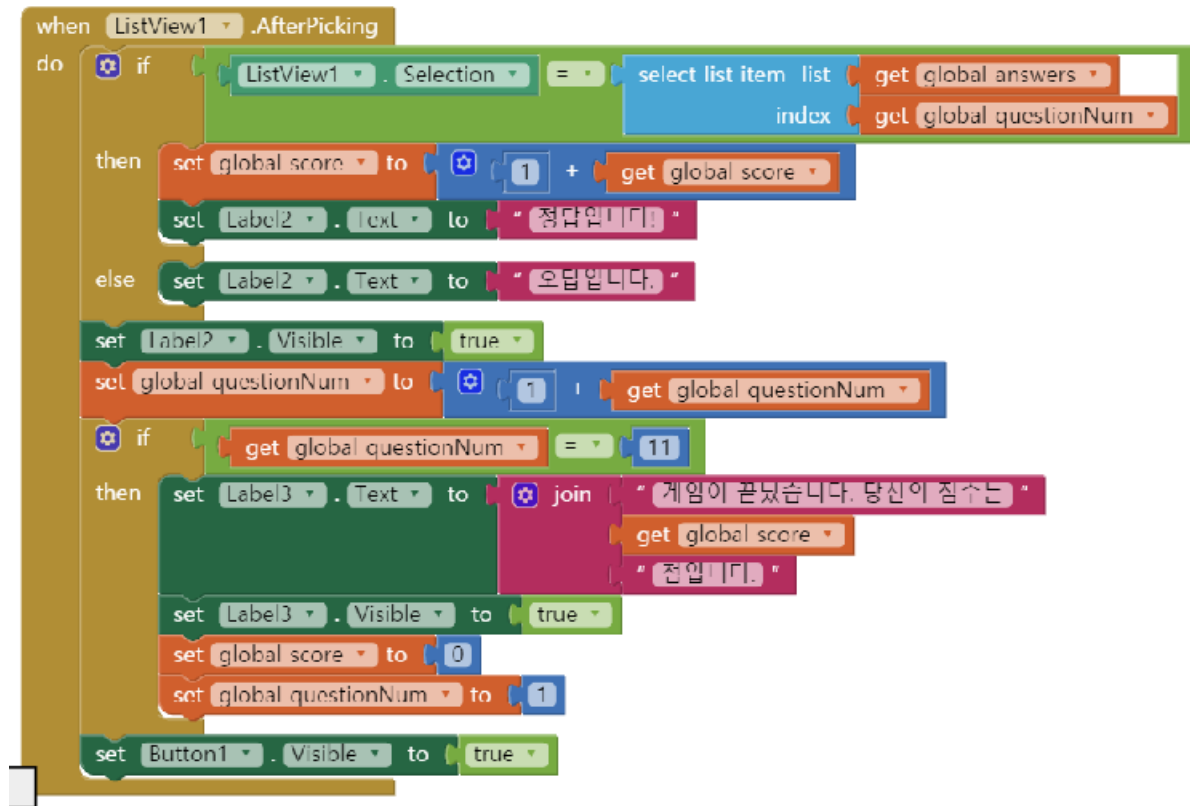 when ListView1 .AfterPicking
do if ListView1 . Selection = select list item list get global answers
index get global questionNum
then set global score to 1 + get global score
set Label2 . Text to " 정답입니다! "
else set Label2 . Text to " 오답입니다. "
set Label2 . Visible to true
set global questionNum to 1 + get global questionNum
if get global questionNum = 11
then set Label3 . Text to join " 게임이 끝났습니다. 당신의 점수는 "
get global score
" 점입니다. "
set Label3 . Visible to true
set global score to 0
set global questionNum to 1
set Button1 . Visible to true